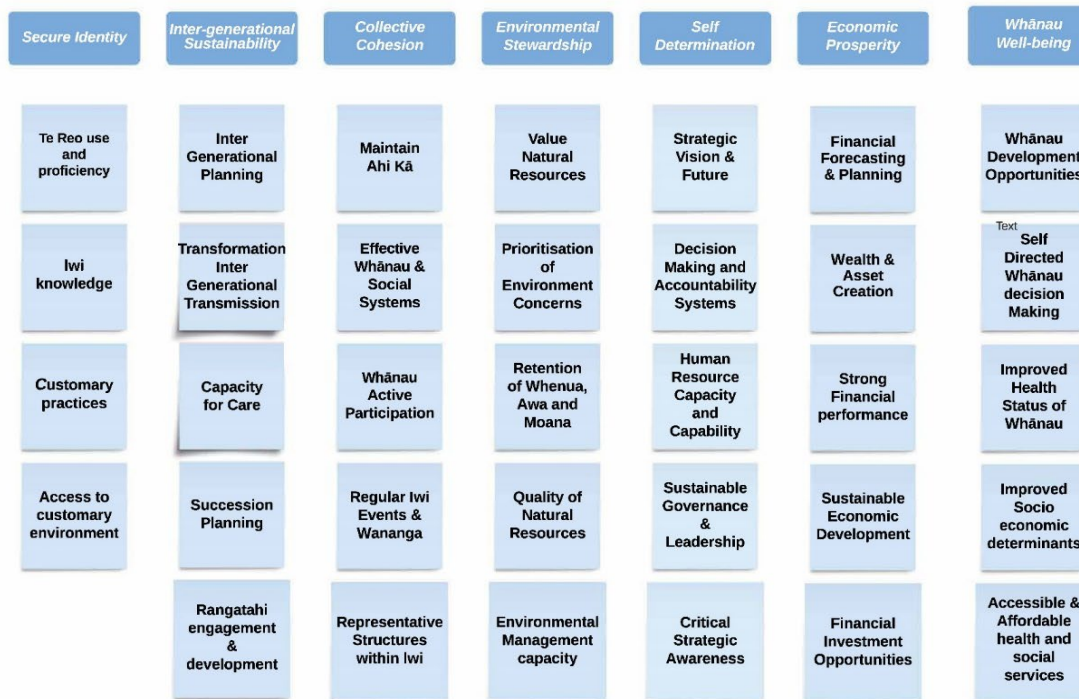 Secure Identity
Inter-generational
Sustainability
Collective
Cohesion
Environmental
Stewardship
Self
Determination
Economic
Prosperity
Whānau
Well-being
Te Reo use
and
proficiency
Inter
Generational
Planning
Maintain
Ahi Kā
Value
Natural
Resources
Strategic
Vision &
Future
Financial
Forecasting
& Planning
Whānau
Development
Opportunities
Iwi
knowledge
Transformation
Inter
Generational
Transmission
Effective
Whānau &
Social
Systems
Prioritisation
of
Environment
Concerns
Decision
Making and
Accountability
Systems
Wealth &
Asset
Creation
Text
Self
Directed
Whānau
decision
Making
Customary
practices
Capacity
for Care
Whānau
Active
Participation
Retention
of Whenua,
Awa and
Moana
Human
Resource
Capacity
and
Capability
Strong
Financial
performance
Improved
Health
Status of
Whānau
Access to
customary
environment
Succession
Planning
Regular Iwi
Events &
Wananga
Quality of
Natural
Resources
Sustainable
Governance
&
Leadership
Sustainable
Economic
Development
Improved
Socio
economic
determinants
Rangatahi
engagement
&
development
Representative
Structures
within Iwi
Environmental
Management
capacity
Critical
Strategic
Awareness
Financial
Investment
Opportunities
Accessible &
Affordable
health and
social
services